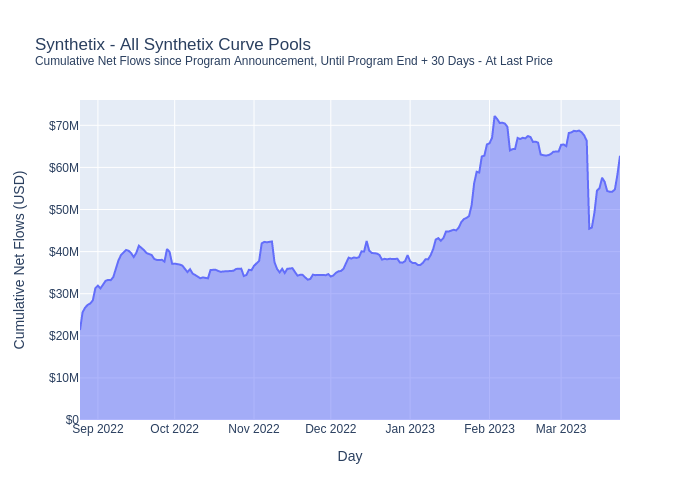 Synthetix - All Synthetix Curve Pools
Cumulative Net Flows since Program Announcement, Until Program End + 30 Days - At Last Price
Cumulative Net Flows (USD)
$70M
$60M
$50M
$40M
$30M
$20M
$10M
$0
Sep 2022 Oct 2022 Nov 2022 Dec 2022 Jan 2023 Feb 2023 Mar 2023
Day